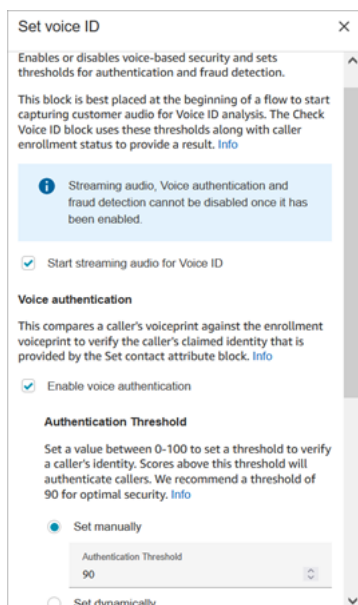 Set voice ID
Enables or disables voice-based security and sets
thresholds for authentication and fraud detection.
This block is best placed at the beginning of a flow to start
capturing customer audio for Voice ID analysis. The Check
Voice ID block uses these thresholds along with caller
enrollment status to provide a result. Info
Streaming audio, Voice authentication and
fraud detection cannot be disabled once it has
been enabled.
Start streaming audio for Voice ID
Voice authentication
This compares a caller's voiceprint against the enrollment
voiceprint to verify the caller's claimed identity that is
provided by the Set contact attribute block. Info
Enable voice authentication
Authentication Threshold
Set a value between 0-100 to set a threshold to verify
a caller's identity. Scores above this threshold will
authenticate callers. We recommend a threshold of
90 for optimal security. Info
Set manually
Authentication Threshold
90
Set dynamically